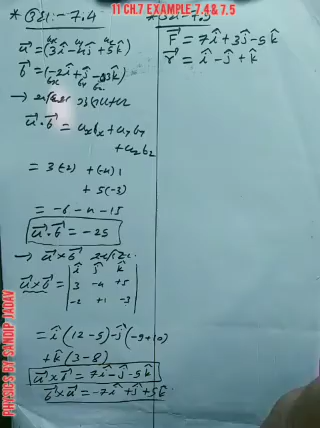 11 CH.7 EXAMPLE 7.4 & 7.5
PHYSICS BY SANDIP JADAV
7.4
a⃗ = (3î - 4ĵ + 5k̂)
b⃗ = (-2î + ĵ - 3k̂)
a⃗·b⃗ = axbx + ayby
+ azbz
= 3(-2) + (-4)1
+ 5(-3)
= -6 - 4 - 15
a⃗·b⃗ = -25
→ a⃗×b⃗
a⃗×b⃗ = | î ĵ k̂ |
3 -4 +5
-2 +1 -3
= î(12-5) - ĵ(-9+10)
+ k̂(3-8)
a⃗×b⃗ = 7î - ĵ - 5k̂
b⃗×a⃗ = -7î + ĵ + 5k̂
F⃗ = 7î + 3ĵ - 5k̂
r⃗ = î - ĵ + k̂